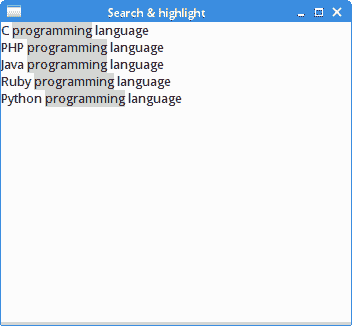 Search & highlight
C programming language
PHP programming language
Java programming language
Ruby programming language
Python programming language